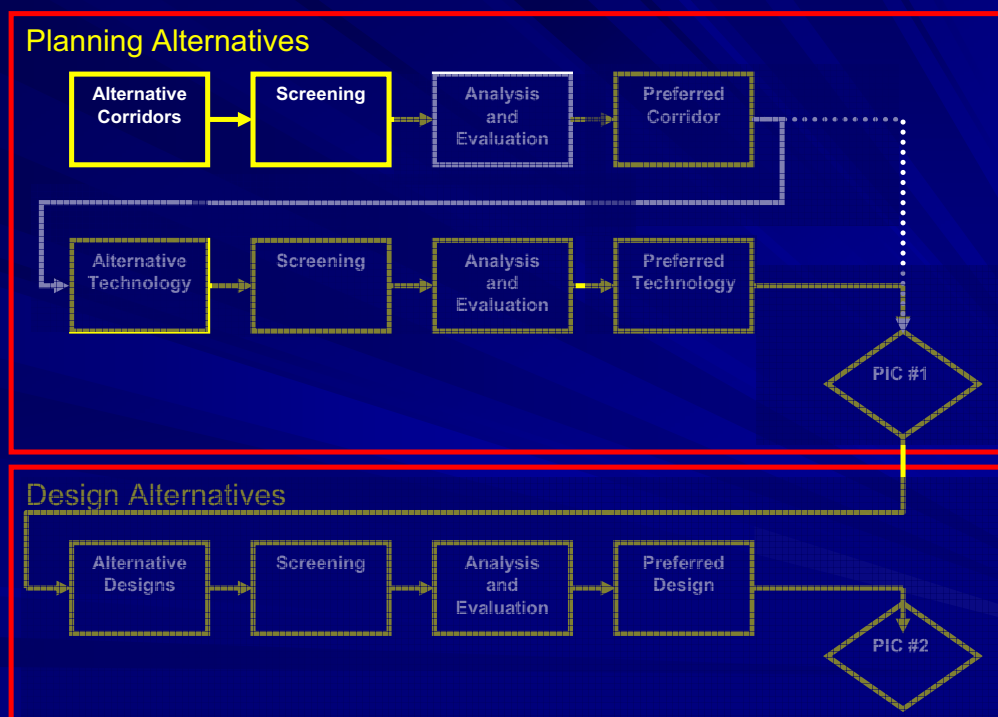 Planning Alternatives
Alternative
Corridors
Screening
Analysis
and
Evaluation
Preferred
Corridor
Alternative
Technology
Screening
Analysis
and
Evaluation
Preferred
Technology
PIC #1
Design Alternatives
Alternative
Designs
Screening
Analysis
and
Evaluation
Preferred
Design
PIC #2